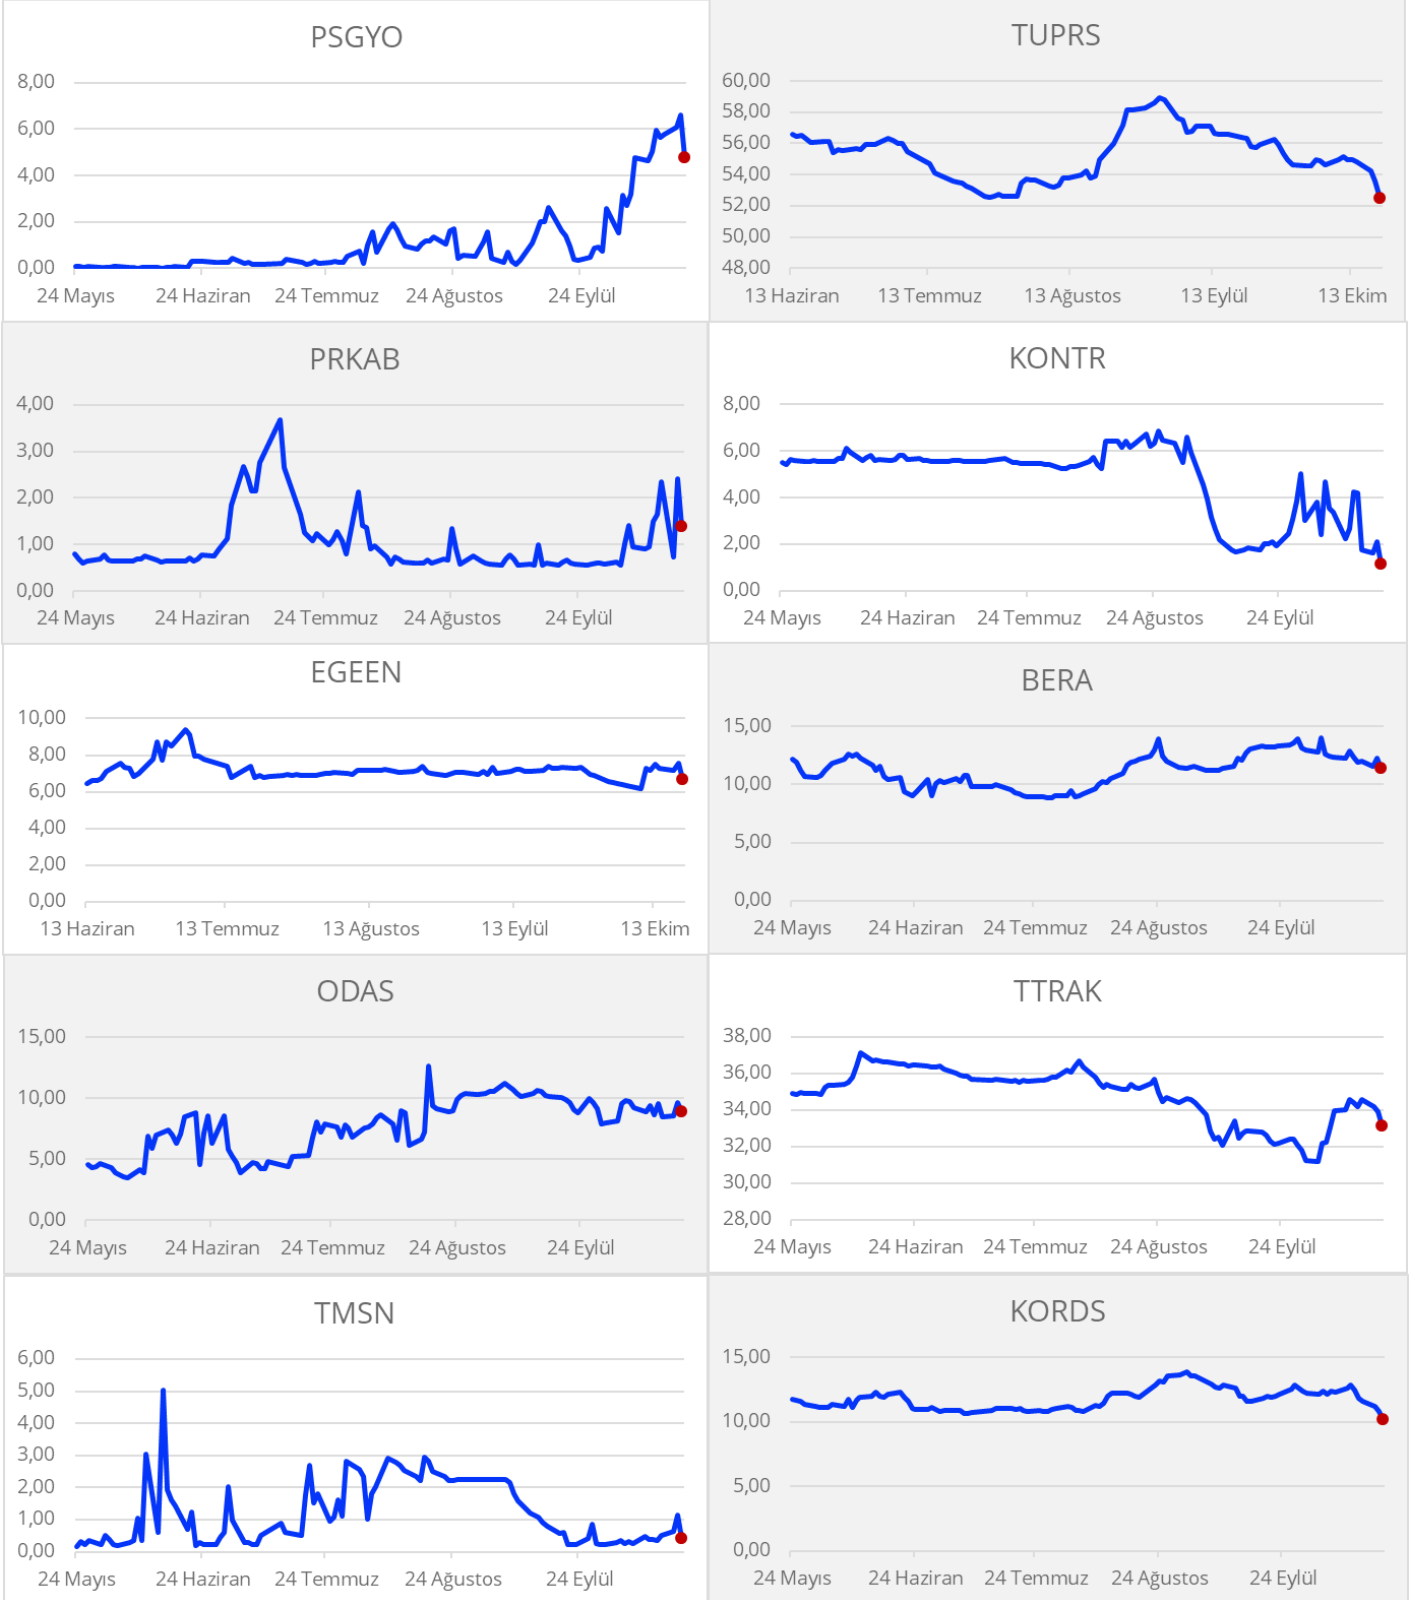 PSGYO
8,00
6,00
4,00
2,00
0,00
24 Mayıs 24 Haziran 24 Temmuz 24 Ağustos 24 Eylül
TUPRS
60,00
58,00
56,00
54,00
52,00
50,00
48,00
13 Haziran 13 Temmuz 13 Ağustos 13 Eylül 13 Ekim
PRKAB
4,00
3,00
2,00
1,00
0,00
24 Mayıs 24 Haziran 24 Temmuz 24 Ağustos 24 Eylül
KONTR
8,00
6,00
4,00
2,00
0,00
24 Mayıs 24 Haziran 24 Temmuz 24 Ağustos 24 Eylül
EGEEN
10,00
8,00
6,00
4,00
2,00
0,00
13 Haziran 13 Temmuz 13 Ağustos 13 Eylül 13 Ekim
BERA
15,00
10,00
5,00
0,00
24 Mayıs 24 Haziran 24 Temmuz 24 Ağustos 24 Eylül
ODAS
15,00
10,00
5,00
0,00
24 Mayıs 24 Haziran 24 Temmuz 24 Ağustos 24 Eylül
TTRAK
38,00
36,00
34,00
32,00
30,00
28,00
24 Mayıs 24 Haziran 24 Temmuz 24 Ağustos 24 Eylül
TMSN
6,00
5,00
4,00
3,00
2,00
1,00
0,00
24 Mayıs 24 Haziran 24 Temmuz 24 Ağustos 24 Eylül
KORDS
15,00
10,00
5,00
0,00
24 Mayıs 24 Haziran 24 Temmuz 24 Ağustos 24 Eylül